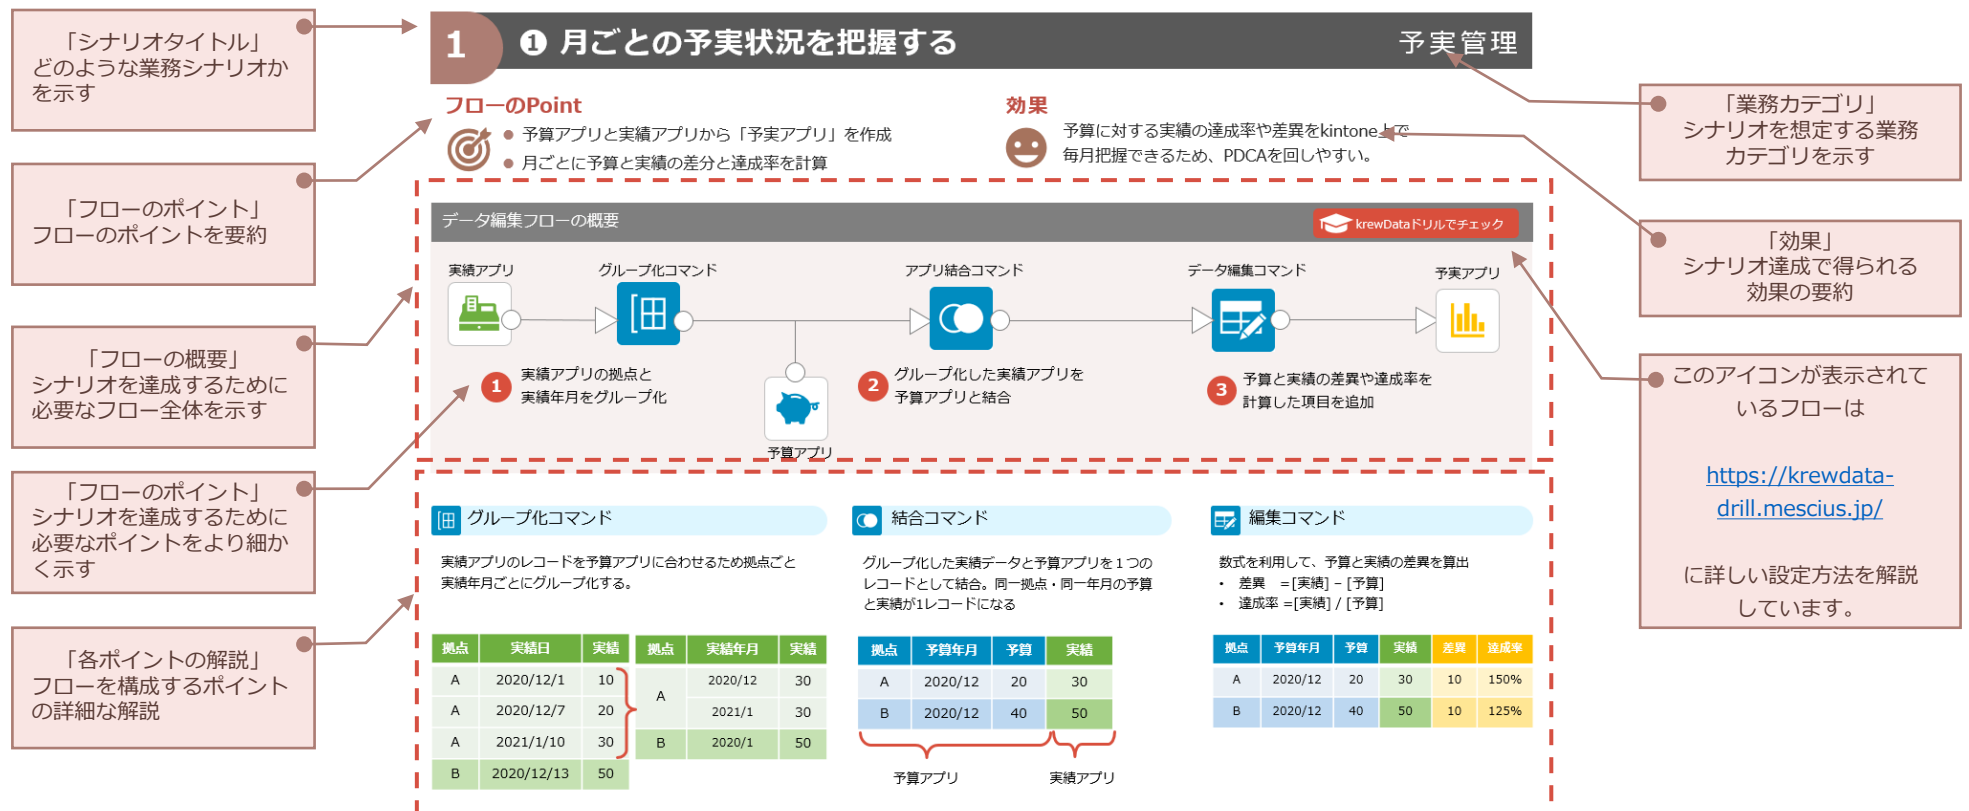 「シナリオタイトル」
どのような業務シナリオか
を示す
「フローのポイント」
フローのポイントを要約
「フローの概要」
シナリオを達成するために
必要なフロー全体を示す
「フローのポイント」
シナリオを達成するために
必要なポイントをより細か
く示す
「各ポイントの解説」
フローを構成するポイント
の詳細な解説
1
❶ 月ごとの予実状況を把握する
予実管理
フローのPoint
● 予算アプリと実績アプリから「予実アプリ」を作成
● 月ごとに予算と実績の差分と達成率を計算
効果
予算に対する実績の達成率や差異をkintone上で
毎月把握できるため、PDCAを回しやすい。
データ編集フローの概要
krewDataドリルでチェック
実績アプリ
グループ化コマンド
アプリ結合コマンド
データ編集コマンド
予実アプリ
1
実績アプリの拠点と
実績年月をグループ化
予算アプリ
2
グループ化した実績アプリを
予算アプリと結合
3
予算と実績の差異や達成率を
計算した項目を追加
グループ化コマンド
実績アプリのレコードを予算アプリに合わせるため拠点ごと
実績年月ごとにグループ化する。
拠点 実績日 実績
A 2020/12/1 10
A 2020/12/7 20
A 2021/1/10 30
B 2020/12/13 50
拠点 実績年月 実績
A 2020/12 30
2021/1 30
B 2020/1 50
結合コマンド
グループ化した実績データと予算アプリを１つの
レコードとして結合。同一拠点・同一年月の予算
と実績が1レコードになる
拠点 予算年月 予算 実績
A 2020/12 20 30
B 2020/12 40 50
予算アプリ
実績アプリ
編集コマンド
数式を利用して、予算と実績の差異を算出
• 差異 =[実績] − [予算]
• 達成率 =[実績] / [予算]
拠点 予算年月 予算 実績 差異 達成率
A 2020/12 20 30 10 150%
B 2020/12 40 50 10 125%
「業務カテゴリ」
シナリオを想定する業務
カテゴリを示す
「効果」
シナリオ達成で得られる
効果の要約
このアイコンが表示されて
いるフローは
https://krewdata-
drill.mescius.jp/
に詳しい設定方法を解説
しています。